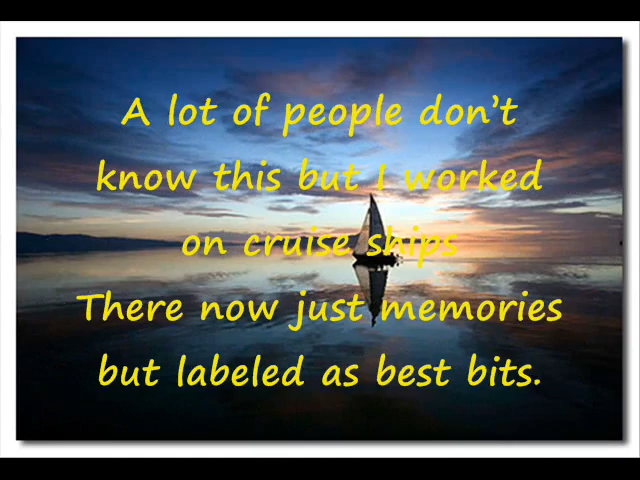 A lot of people don’t
know this but I worked
on cruise ships
There now just memories
but labeled as best bits.